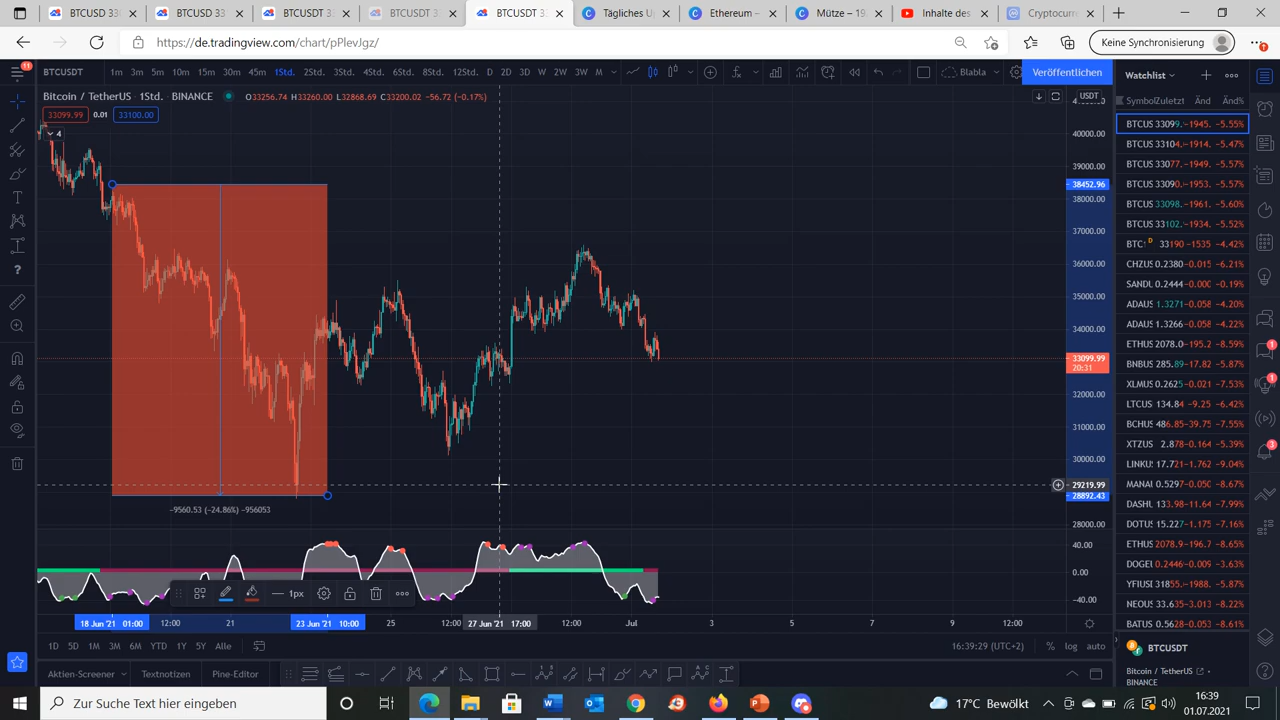 BTCUSDT 33.
BTCUSD 33
BTCUSDT 33.
BTCUSDT 33.
BTCUSDT 33.
Tägliches Up
Ethereum –
Mütze – 19
Inhalte des
Cryptocurre
https://de.tradingview.com/chart/pPlevJgz/
Keine Synchronisierung
11
BTCUSDT
1m 3m 5m 10m 15m 30m 45m 1Std. 2Std. 3Std. 4Std. 6Std. 8Std. 12Std. D 2D 3D W 2W 3W M
fx
Blabla
Veröffentlichen
Watchlist
Bitcoin / TetherUS 1Std. BINANCE O33256.74 H33260.00 L32868.69 C33200.02 −56.72 (−0.17%)
USDT
Symbol Zuletzt Änd Änd%
33099.99 0.01 33100.00
4
40000.00
39000.00
38452.96
38000.00
37000.00
36000.00
35000.00
34000.00
33099.99
20:31
32000.00
31000.00
30000.00
29219.99
28892.43
28000.00
−9560.53 (−24.86%) −956053
40.00
0.00
−40.00
1px
18 Jun '21 01:00
12:00
21
23 Jun '21 10:00
25
12:00
27 Jun '21 17:00
12:00
Jul
3
5
7
9
12:00
1D 5D 1M 3M 6M YTD 1Y 5Y Alle
16:39:29 (UTC+2)
% log auto
Aktien-Screener Textnotizen Pine-Editor
BTCUS 33099. −1945. −5.55%
BTCUS 33104. −1914. −5.47%
BTCUS 33077. −1949. −5.57%
BTCUS 33090. −1953. −5.57%
BTCUS 33098. −1961. −5.60%
BTCUS 33102. −1934. −5.52%
BTC1 D 33190 −1535 −4.42%
CHZUS 0.2380 −0.015 −6.21%
SANDU 0.2444 −0.000 −0.19%
ADAUS 1.3271 −0.058 −4.20%
ADAUS 1.3266 −0.058 −4.22%
ETHUS 2078.0 −195.2 −8.59%
BNBUS 285.89 −17.82 −5.87%
XLMUS 0.2625 −0.021 −7.53%
LTCUS 134.84 −9.25 −6.42%
BCHUS 486.85 −39.75 −7.55%
XTZUS 2.878 −0.164 −5.39%
LINKU 17.721 −1.762 −9.04%
MANAU 0.5297 −0.050 −8.67%
DASHU 133.9 −11.98 −7.64%
DOTUS 15.227 −1.175 −7.16%
ETHUS 2078.9 −196.7 −8.65%
DOGEU 0.2446 −0.009 −3.63%
YFIUS 31855. −1988. −5.87%
NEOUS 33.635 −3.013 −8.22%
BATUS 0.5628 −0.053 −8.61%
BTCUSDT
Bitcoin / TetherUS
BINANCE
Zur Suche Text hier eingeben
17°C Bewölkt
16:39
01.07.2021